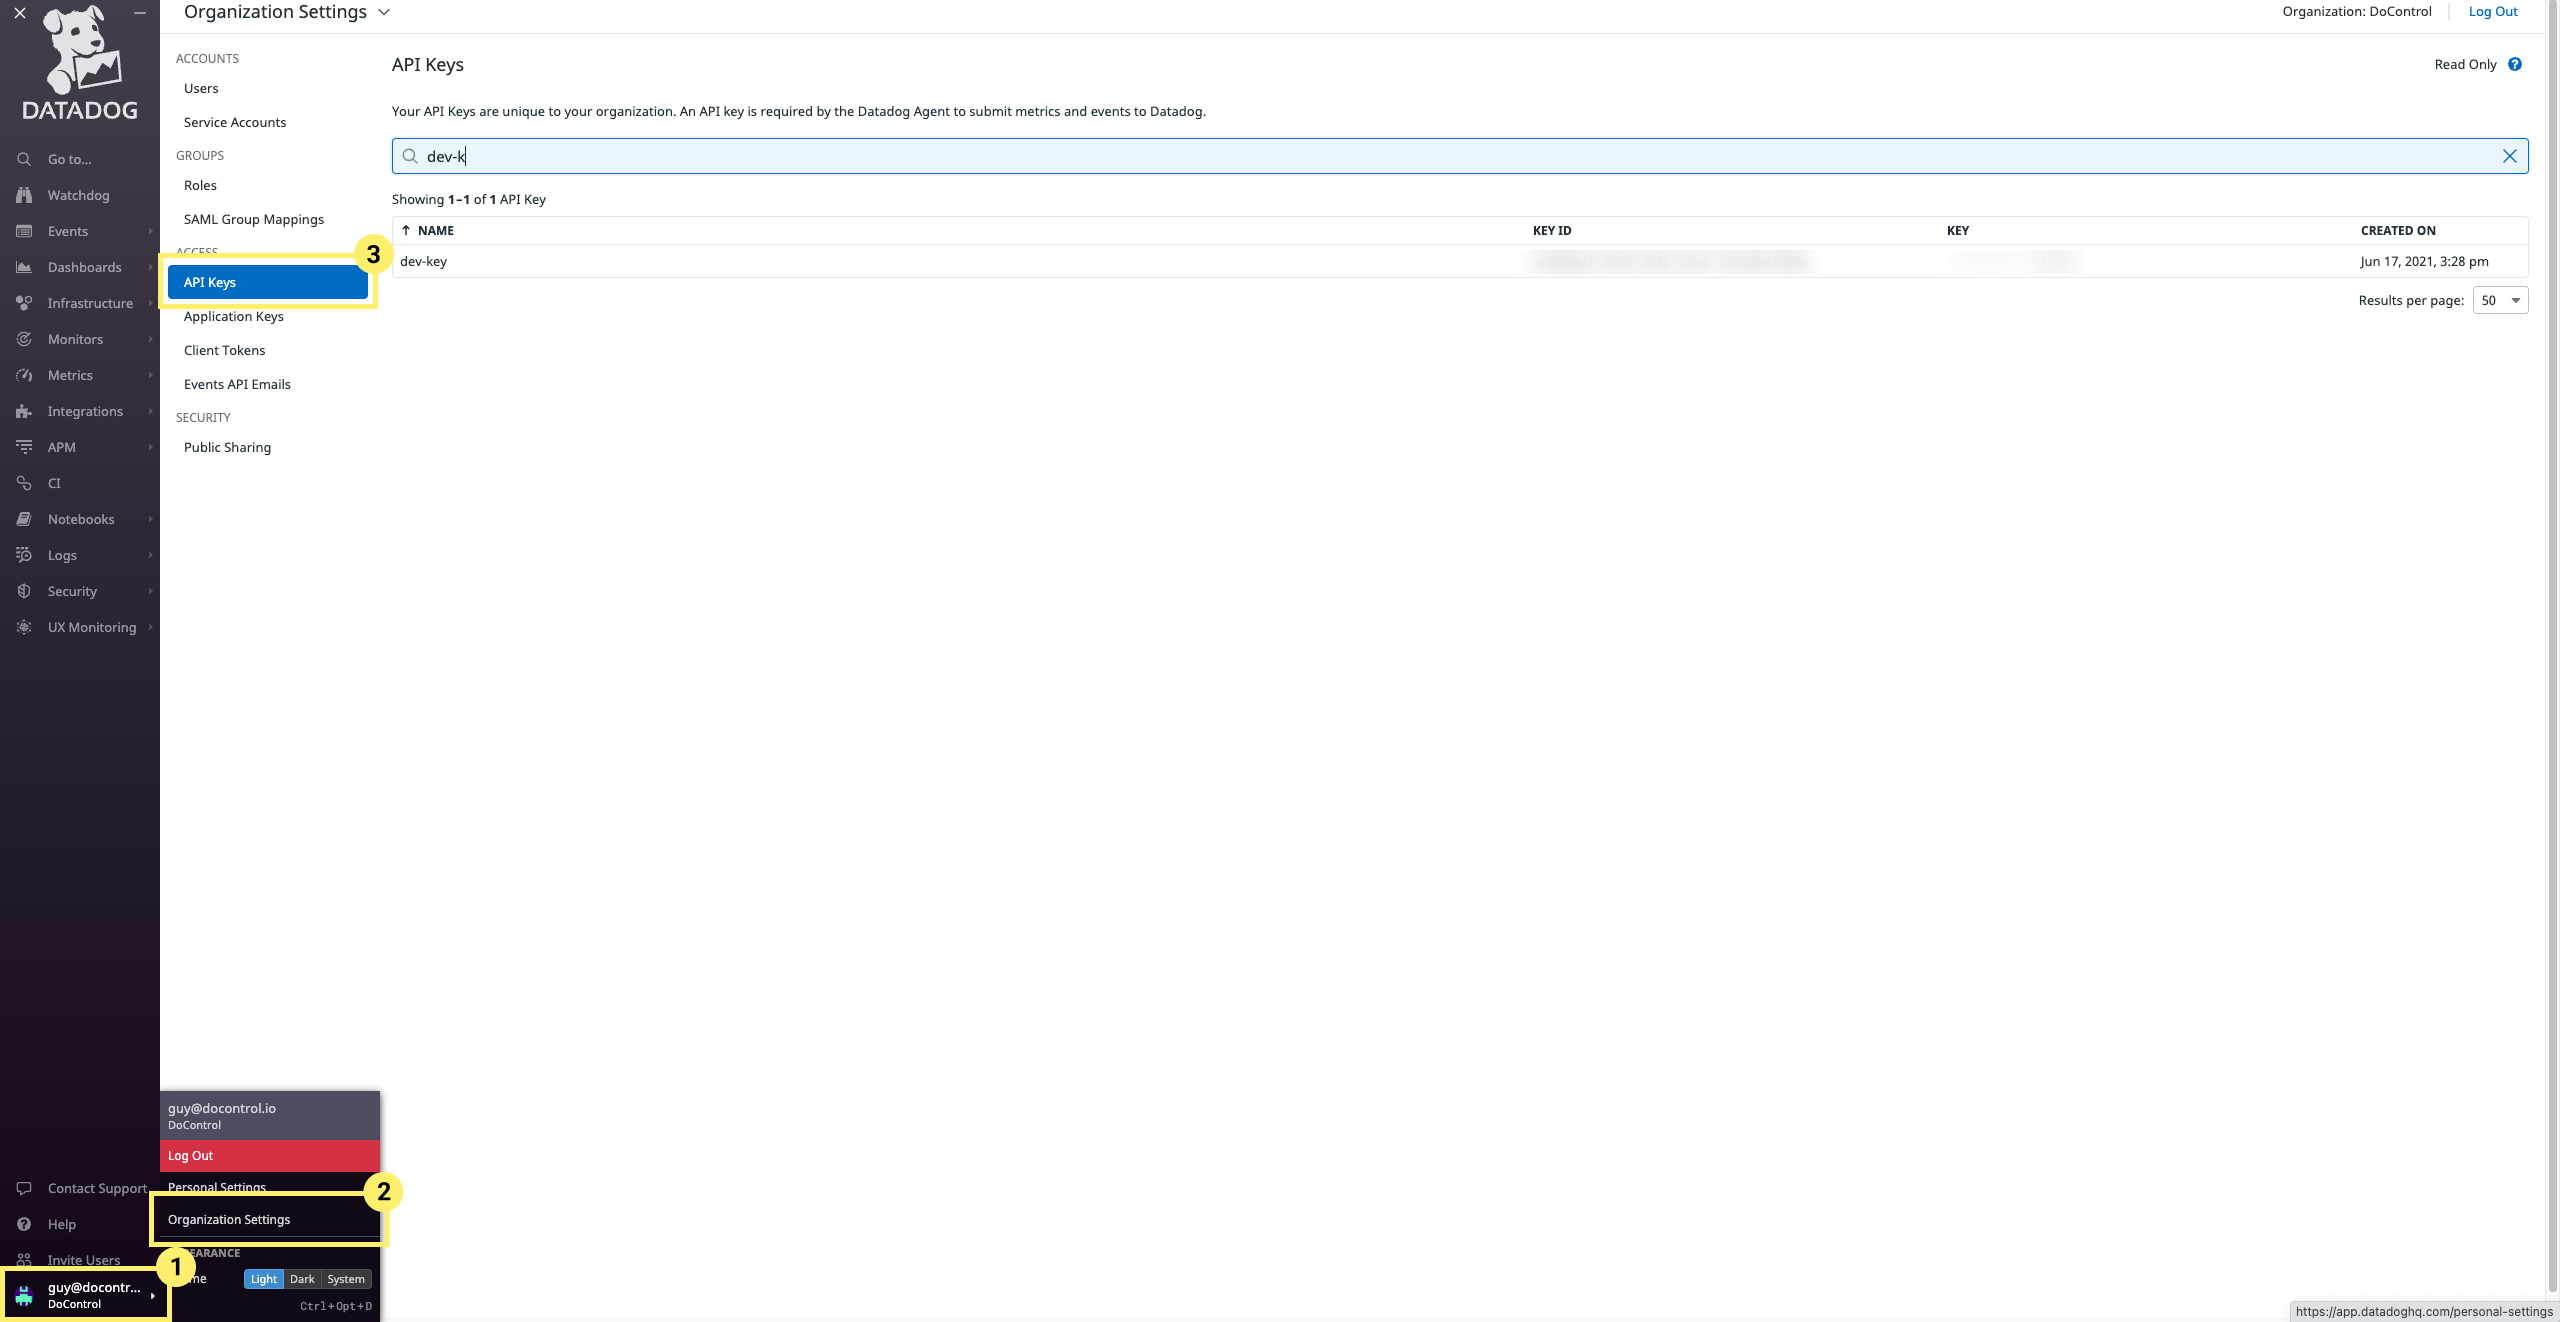 DATADOG
Go to...
Watchdog
Events
Dashboards
Infrastructure
Monitors
Metrics
Integrations
APM
CI
Notebooks
Logs
Security
UX Monitoring
Contact Support
Help
Invite Users
guy@docontr...
DoControl
1
Organization Settings
Organization: DoControl
Log Out
ACCOUNTS
Users
Service Accounts
GROUPS
Roles
SAML Group Mappings
ACCESS
3
API Keys
Application Keys
Client Tokens
Events API Emails
SECURITY
Public Sharing
API Keys
Read Only
Your API Keys are unique to your organization. An API key is required by the Datadog Agent to submit metrics and events to Datadog.
dev-k
Showing 1–1 of 1 API Key
NAME KEY ID KEY CREATED ON
dev-key Jun 17, 2021, 3:28 pm
Results per page: 50
guy@docontrol.io
DoControl
Log Out
Personal Settings
2
Organization Settings
EARANCE
Light Dark System
Ctrl+Opt+D
https://app.datadoghq.com/personal-settings